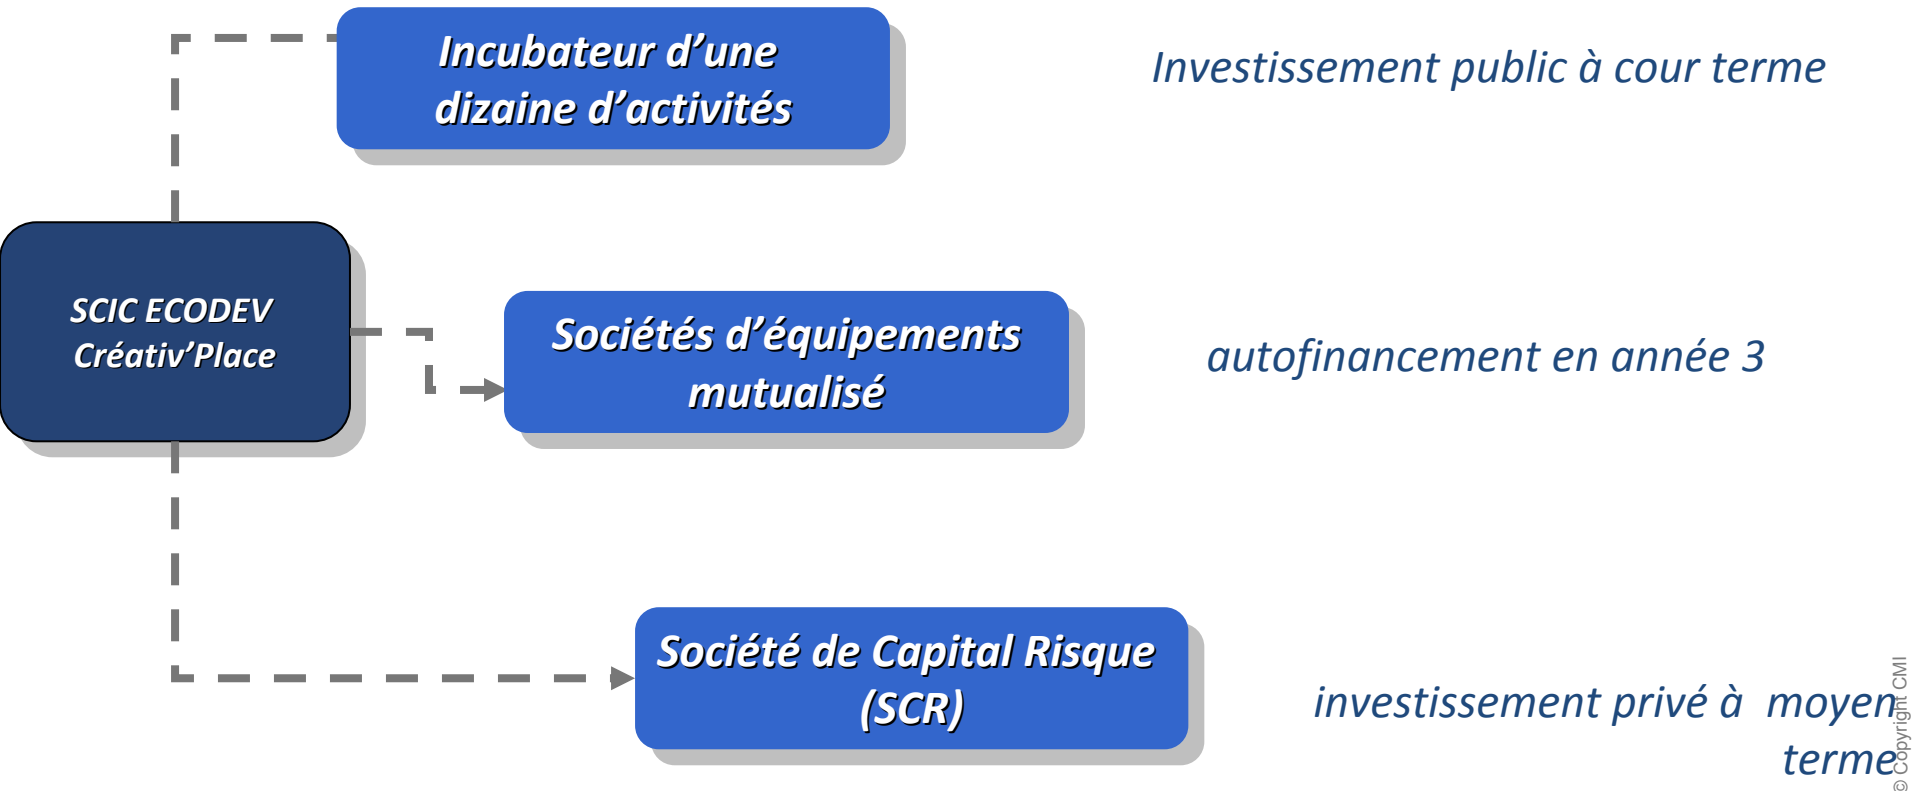 Incubateur d’une
dizaine d’activités
Investissement public à cour terme
SCIC ECODEV
Créativ’Place
Sociétés d’équipements
mutualisé
autofinancement en année 3
Société de Capital Risque
(SCR)
investissement privé à  moyen
terme
© Copyright CMI